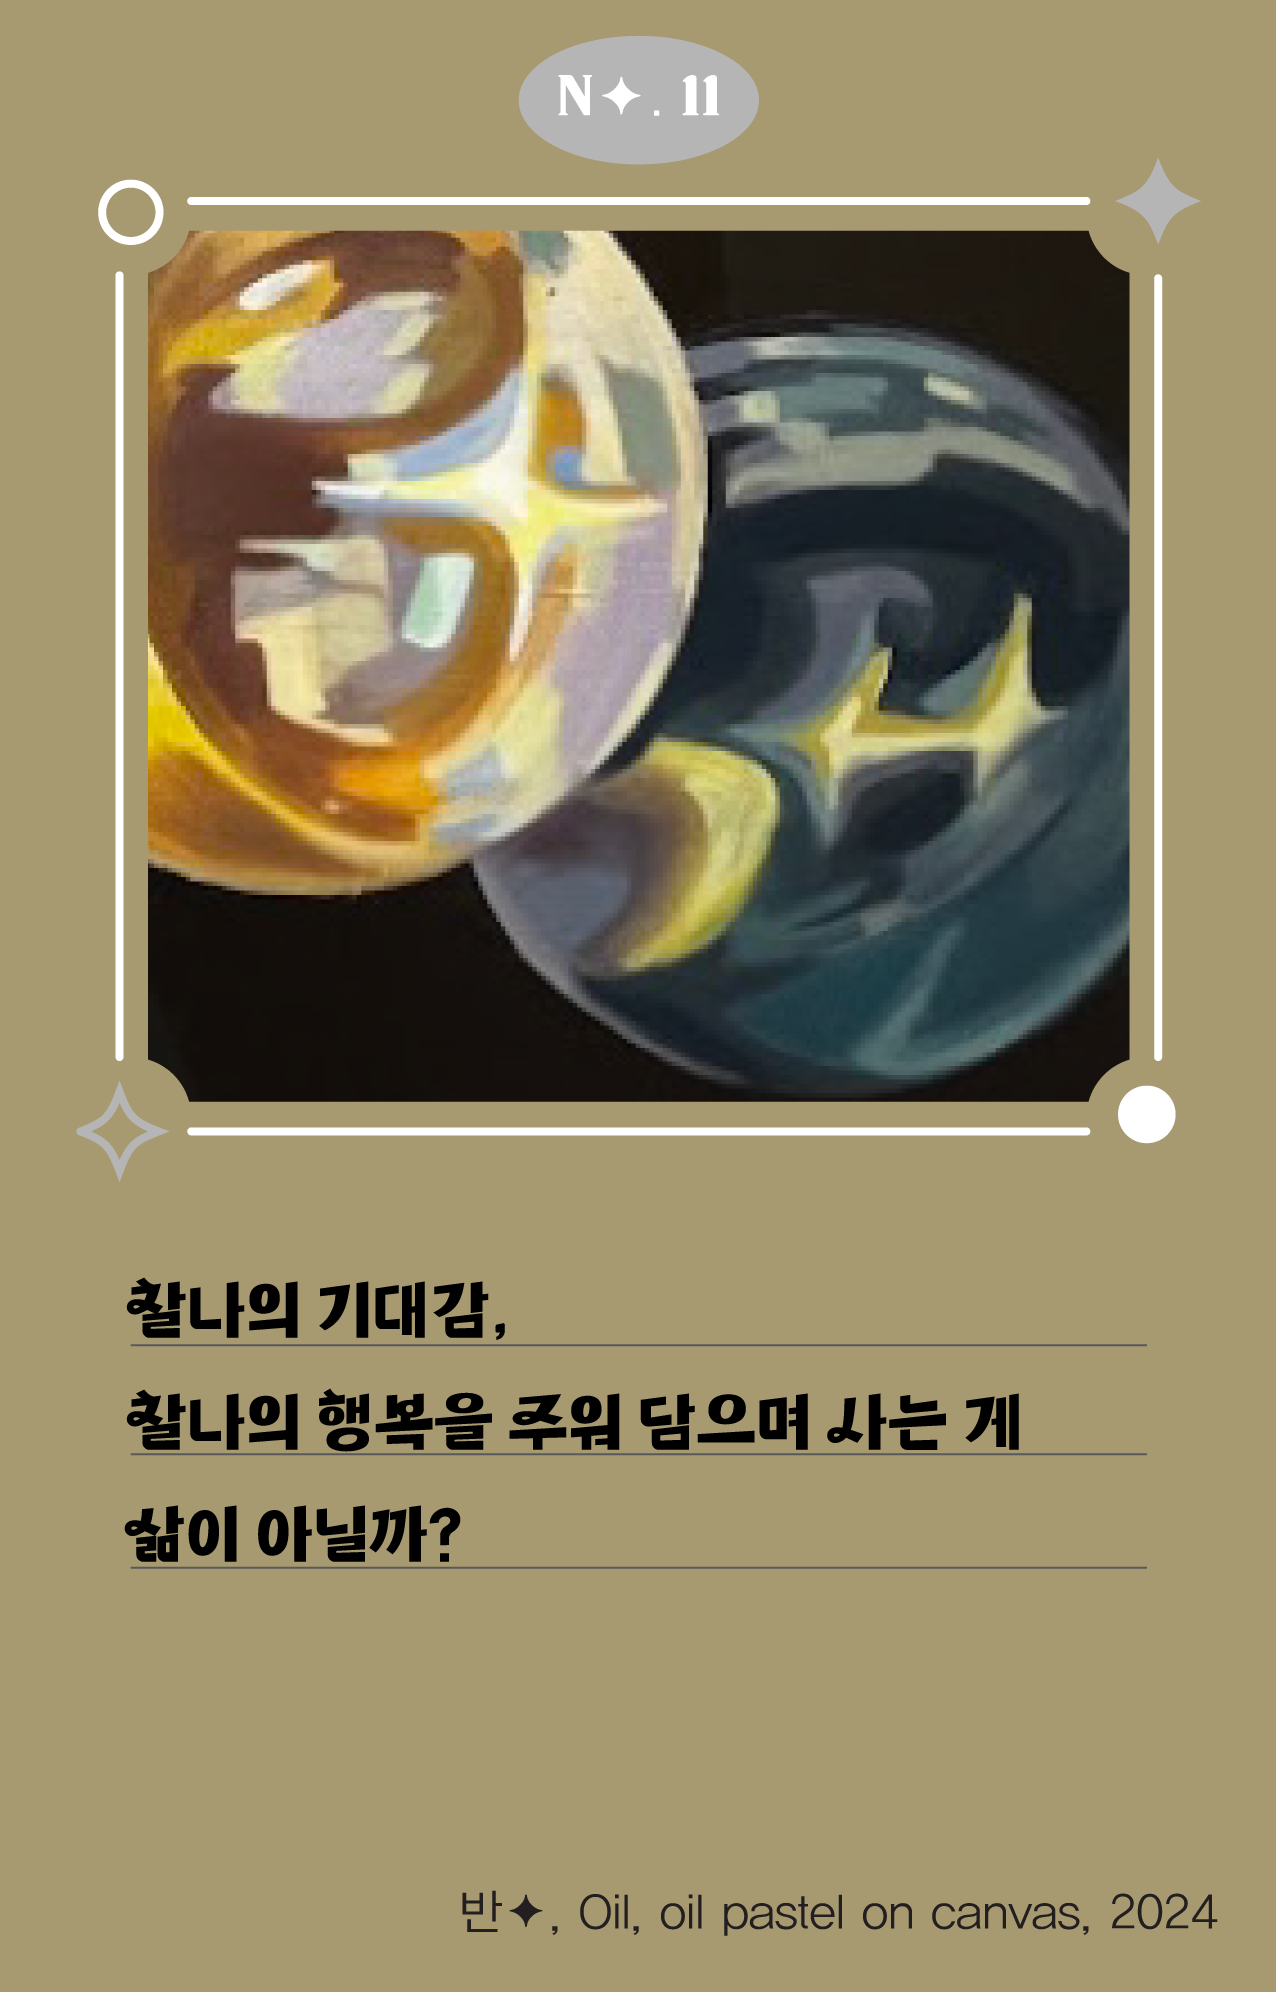 N✦. 11
찰나의 기대감,
찰나의 행복을 주워 담으며 사는 게
삶이 아닐까?
반✦, Oil, oil pastel on canvas, 2024